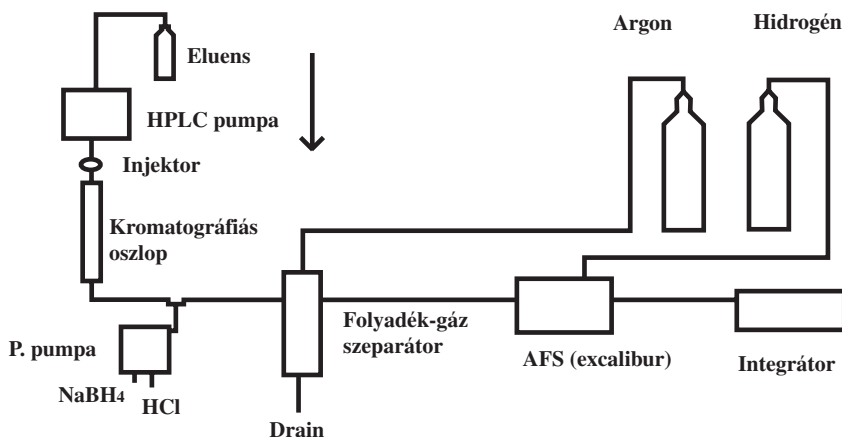 Argon
Hidrogén
Eluens
HPLC pumpa
Injektor
Kromatográfiás
oszlop
Folyadék-gáz
szeparátor
P. pumpa
AFS (excalibur)
Integrátor
NaBH4
HCl
Drain